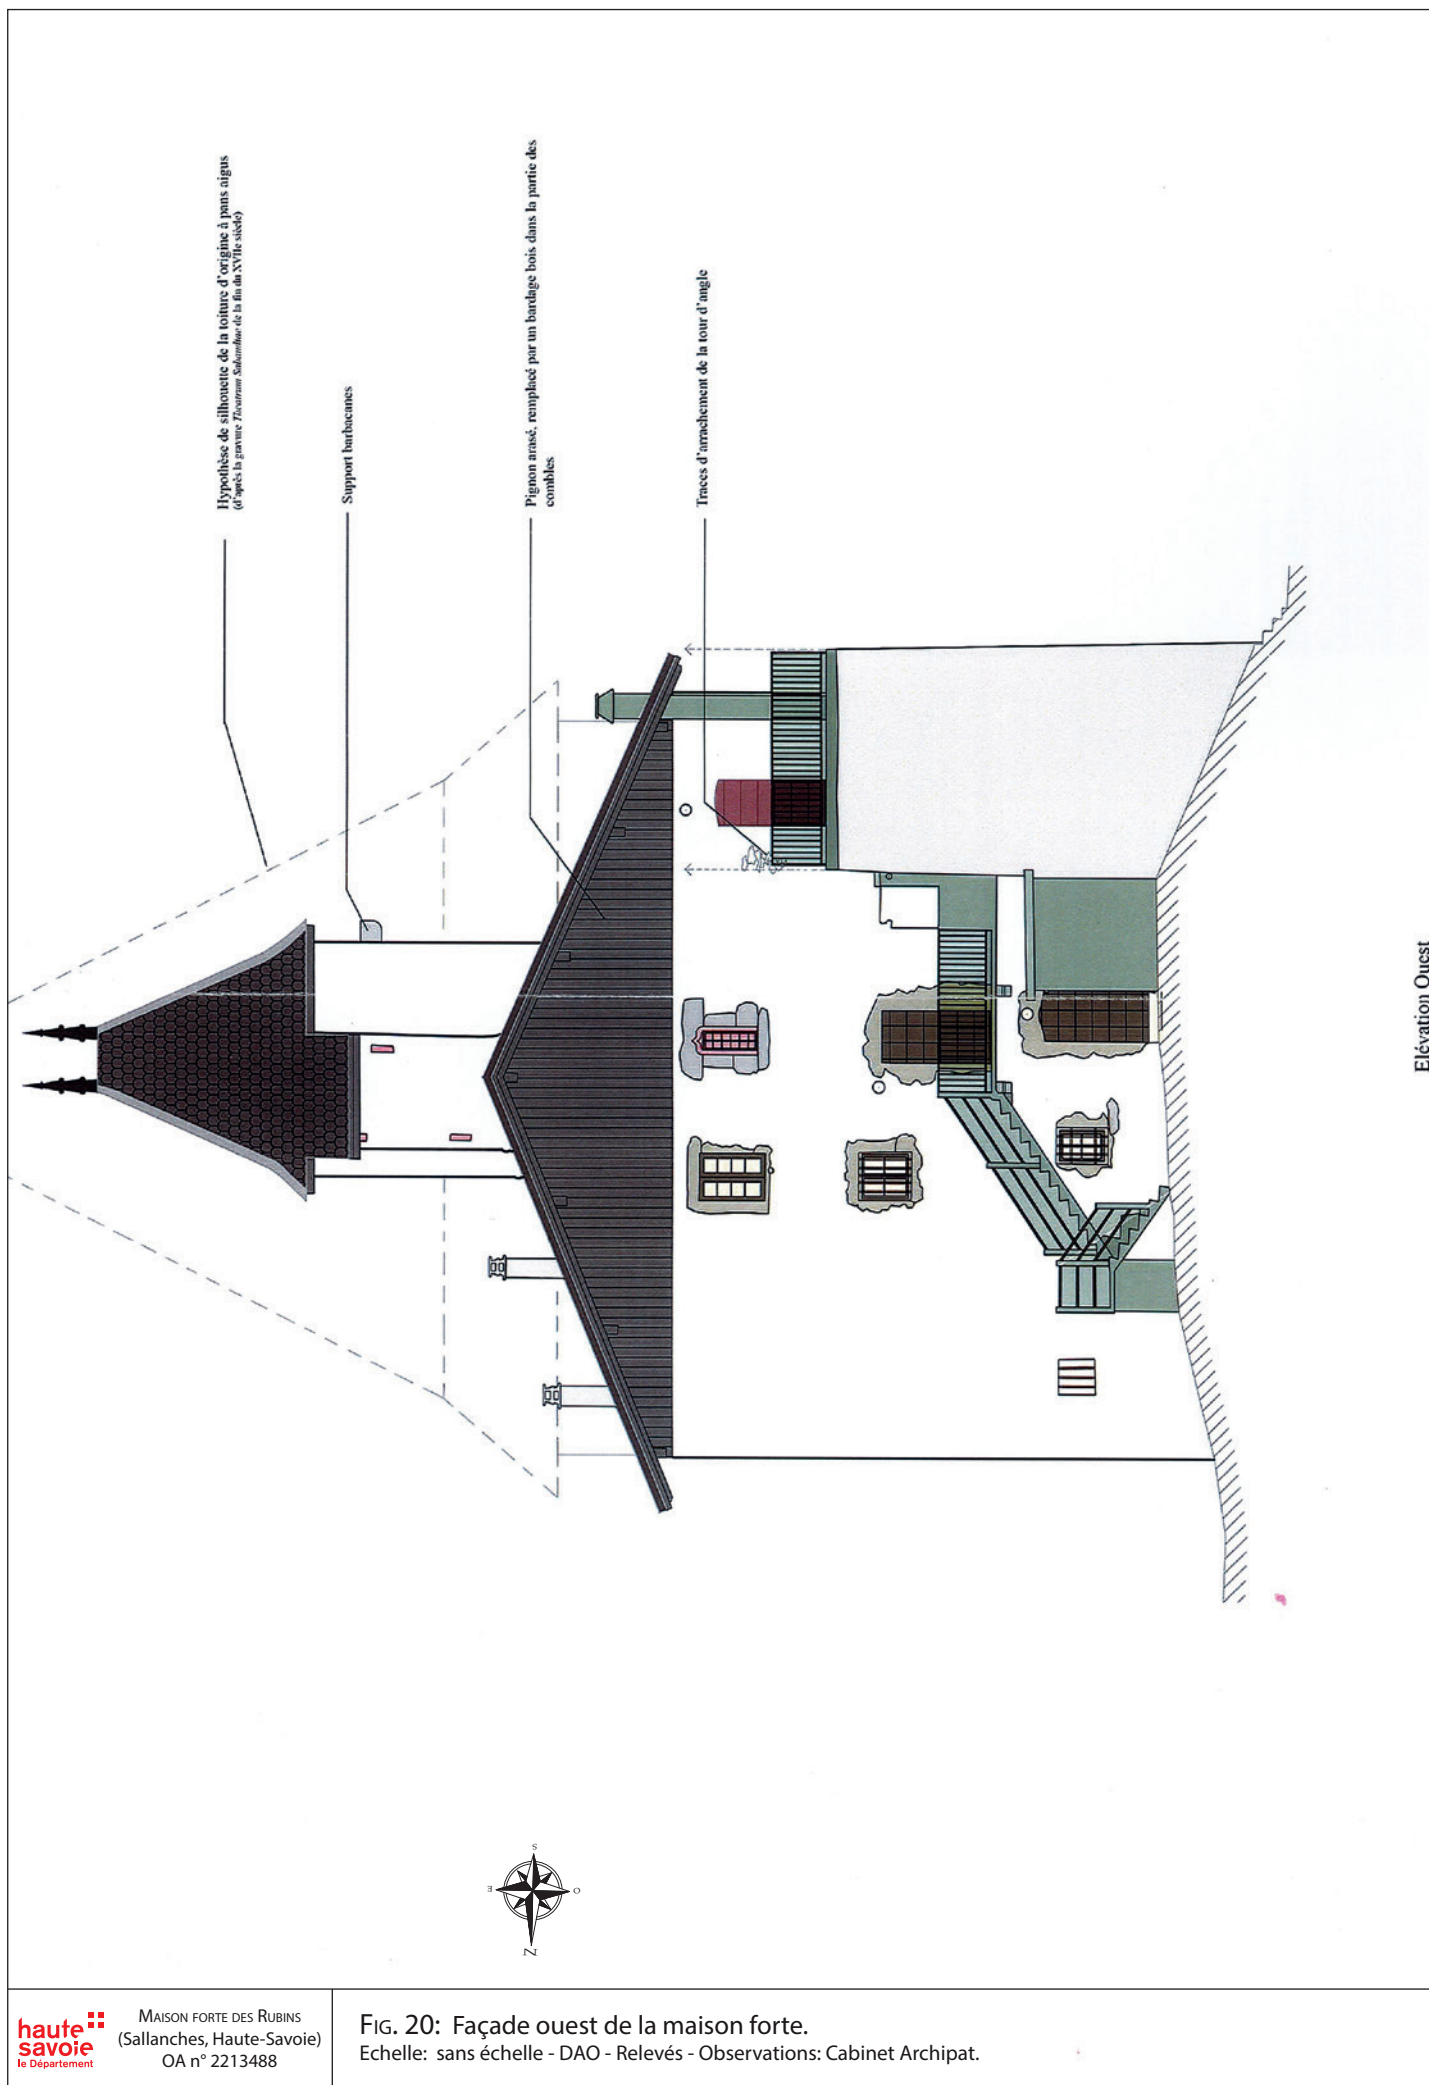 Hypothèse de silhouette de la toiture d'origine à pans aigus
(d'après la gravure Theatrum Sabaudiae de la fin du XVIIe siècle)
Support barbacanes
Pignon arasé, remplacé par un bardage bois dans la partie des
combles
Traces d'arrachement de la tour d'angle
Elévation Ouest
S
E
O
N
haute
savoie
le Département
MAISON FORTE DES RUBINS
(Sallanches, Haute-Savoie)
OA n° 2213488
FIG. 20: Façade ouest de la maison forte.
Echelle: sans échelle - DAO - Relevés - Observations: Cabinet Archipat.